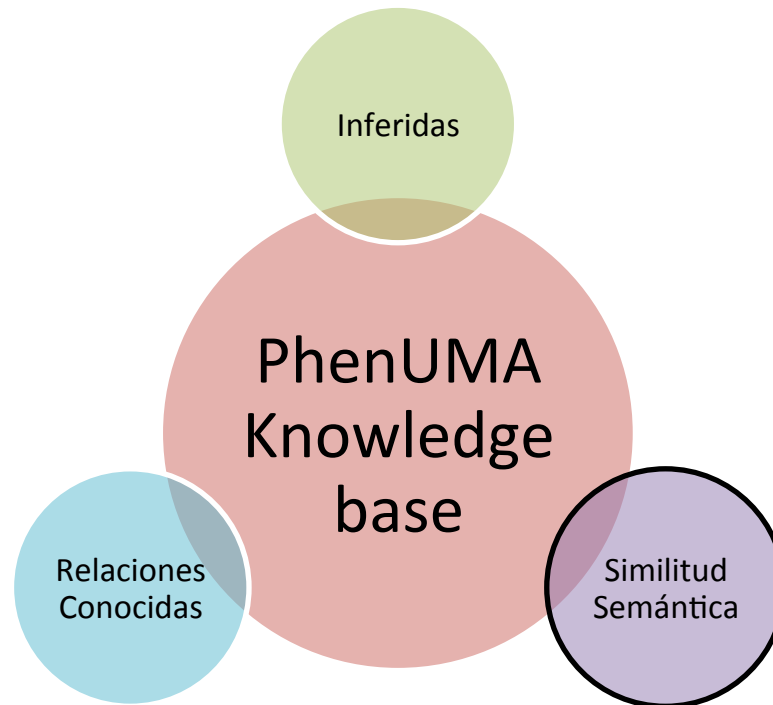 Inferidas
PhenUMA
Knowledge
base
Relaciones
Conocidas
Similitud
Semántica